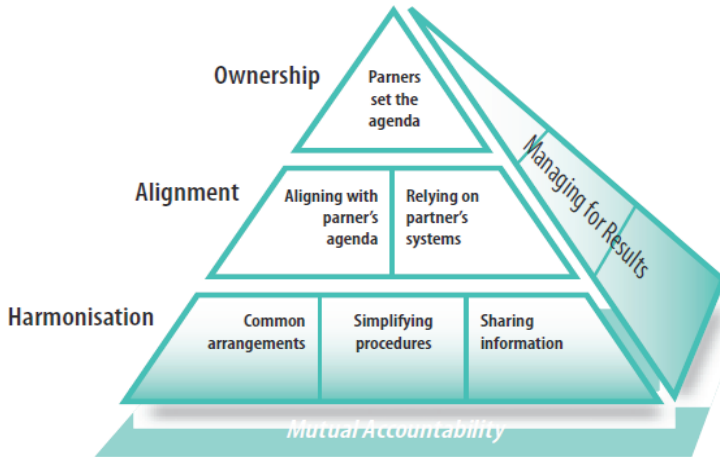 Ownership
Parners
set the
agenda
Managing for Results
Alignment
Aligning with
parner's
agenda
Relying on
partner's
systems
Harmonisation
Common
arrangements
Simplifying
procedures
Sharing
information
Mutual Accountability